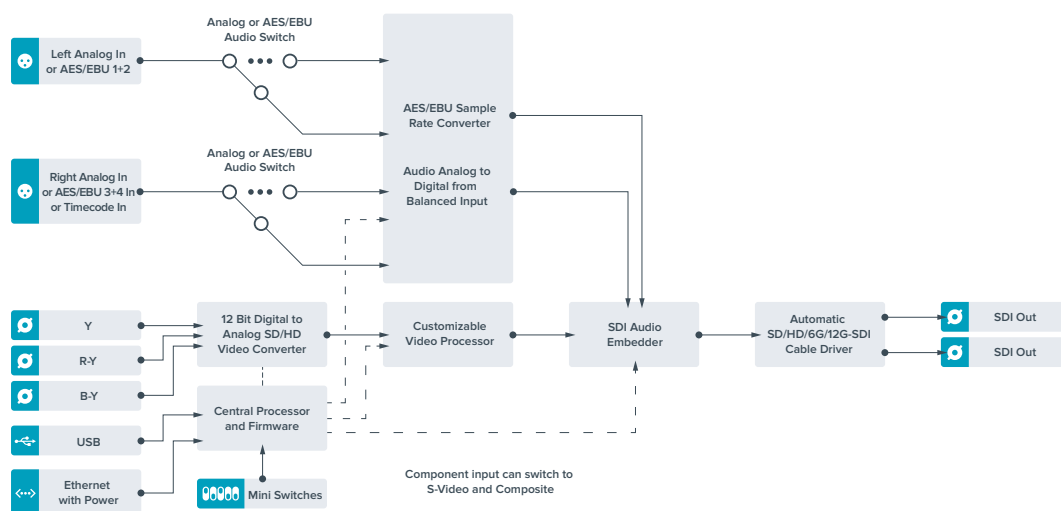 Analog or AES/EBU
Audio Switch
Left Analog In
or AES/EBU 1+2
AES/EBU Sample
Rate Converter
Analog or AES/EBU
Audio Switch
Right Analog In
or AES/EBU 3+4 In
or Timecode In
Audio Analog to
Digital from
Balanced Input
Y
R-Y
B-Y
12 Bit Digital to
Analog SD/HD
Video Converter
Customizable
Video Processor
SDI Audio
Embedder
Automatic
SD/HD/6G/12G-SDI
Cable Driver
SDI Out
SDI Out
Central Processor
and Firmware
USB
Ethernet
with Power
Mini Switches
Component input can switch to
S-Video and Composite